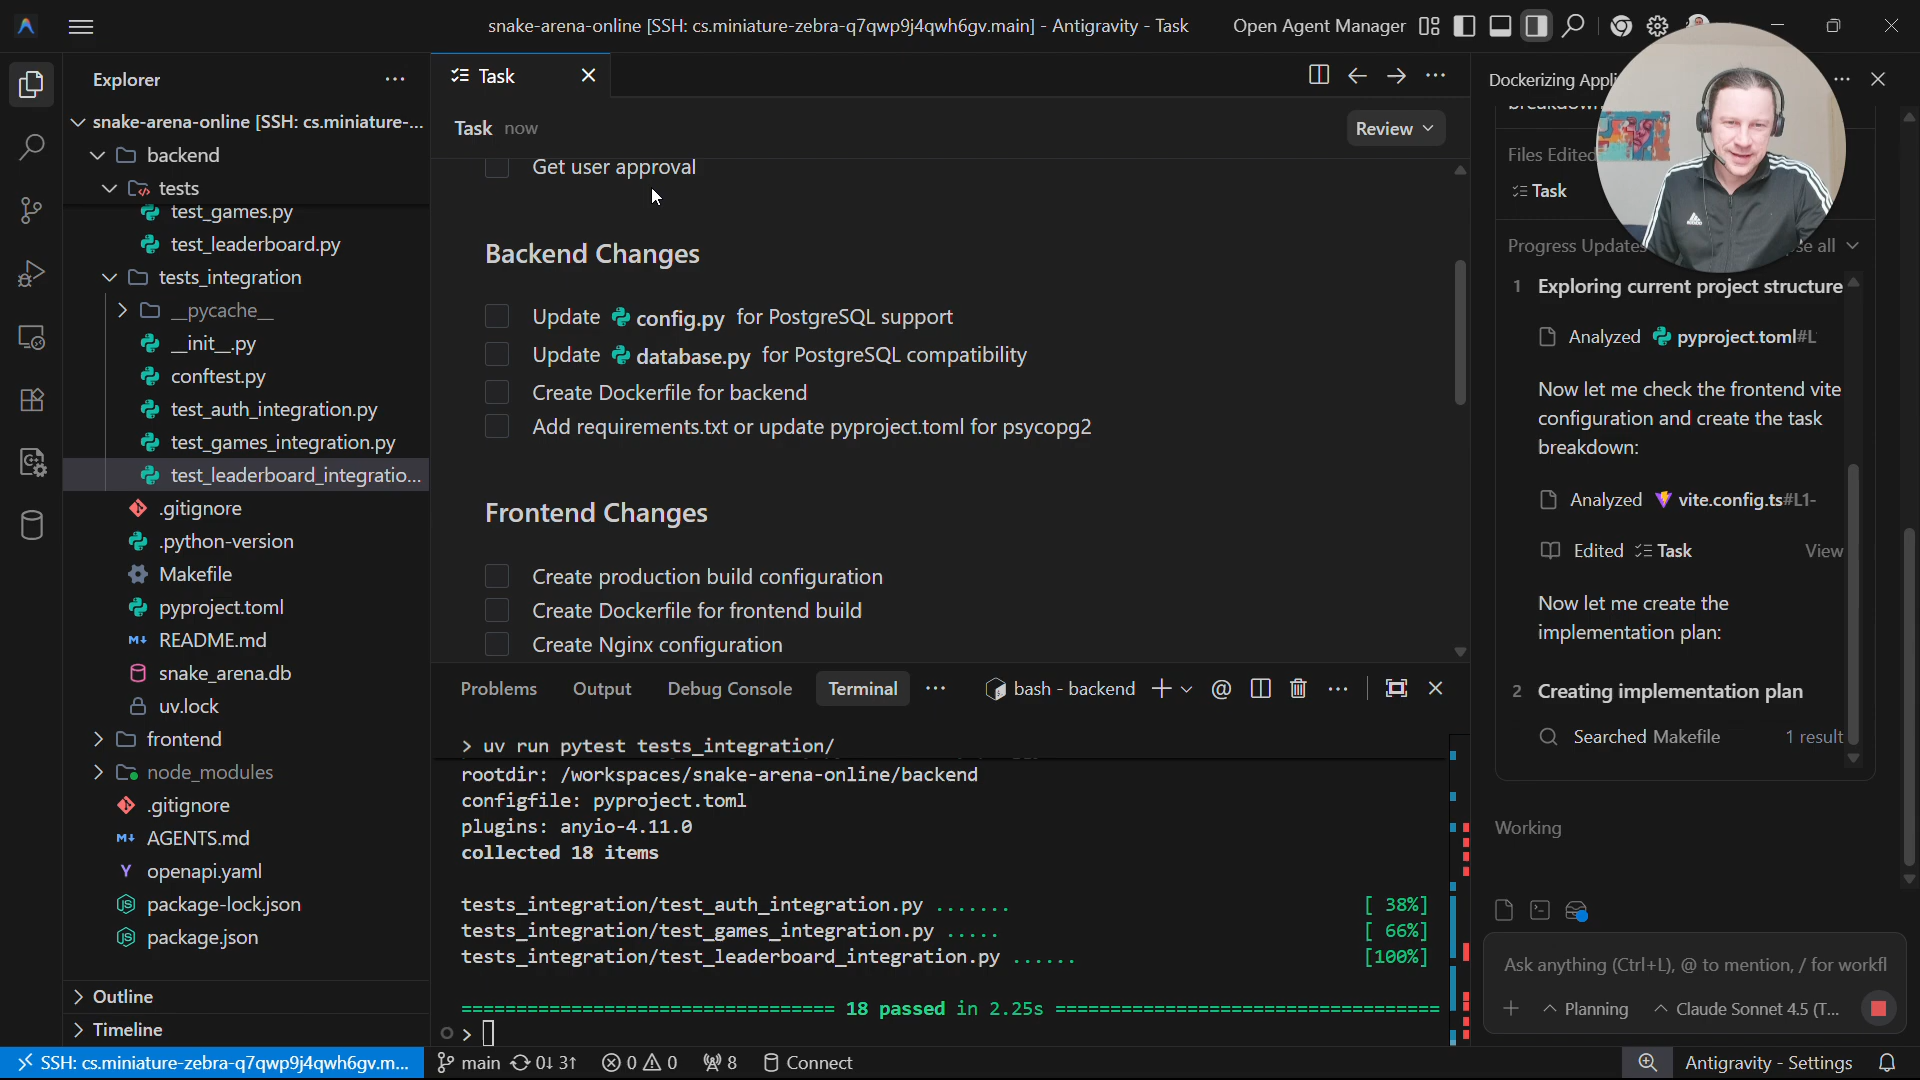 snake-arena-online [SSH: cs.miniature-zebra-q7qwp9j4qwh6gv.main] - Antigravity - Task
Open Agent Manager
Explorer
snake-arena-online [SSH: cs.miniature-...
backend
tests
test_games.py
test_leaderboard.py
tests_integration
__pycache__
__init__.py
conftest.py
test_auth_integration.py
test_games_integration.py
test_leaderboard_integratio...
.gitignore
.python-version
Makefile
pyproject.toml
README.md
snake_arena.db
uv.lock
frontend
node_modules
.gitignore
AGENTS.md
openapi.yaml
package-lock.json
package.json
Outline
Timeline
Task
Task now
Review
Get user approval
Backend Changes
Update config.py for PostgreSQL support
Update database.py for PostgreSQL compatibility
Create Dockerfile for backend
Add requirements.txt or update pyproject.toml for psycopg2
Frontend Changes
Create production build configuration
Create Dockerfile for frontend build
Create Nginx configuration
Problems Output Debug Console Terminal
bash - backend
> uv run pytest tests_integration/
rootdir: /workspaces/snake-arena-online/backend
configfile: pyproject.toml
plugins: anyio-4.11.0
collected 18 items
tests_integration/test_auth_integration.py ....... [ 38%]
tests_integration/test_games_integration.py ..... [ 66%]
tests_integration/test_leaderboard_integration.py ...... [100%]
================================== 18 passed in 2.25s ===================================
>
Dockerizing Appli
Files Edited
Task
Progress Updates
se all
1 Exploring current project structure
Analyzed pyproject.toml#L
Now let me check the frontend vite
configuration and create the task
breakdown:
Analyzed vite.config.ts#L1-
Edited Task View
Now let me create the
implementation plan:
2 Creating implementation plan
Searched Makefile 1 result
Working
Ask anything (Ctrl+L), @ to mention, / for workfl
Planning
Claude Sonnet 4.5 (T...
SSH: cs.miniature-zebra-q7qwp9j4qwh6gv.m...
main 0↓ 3↑ 0 0 8 Connect
Antigravity - Settings